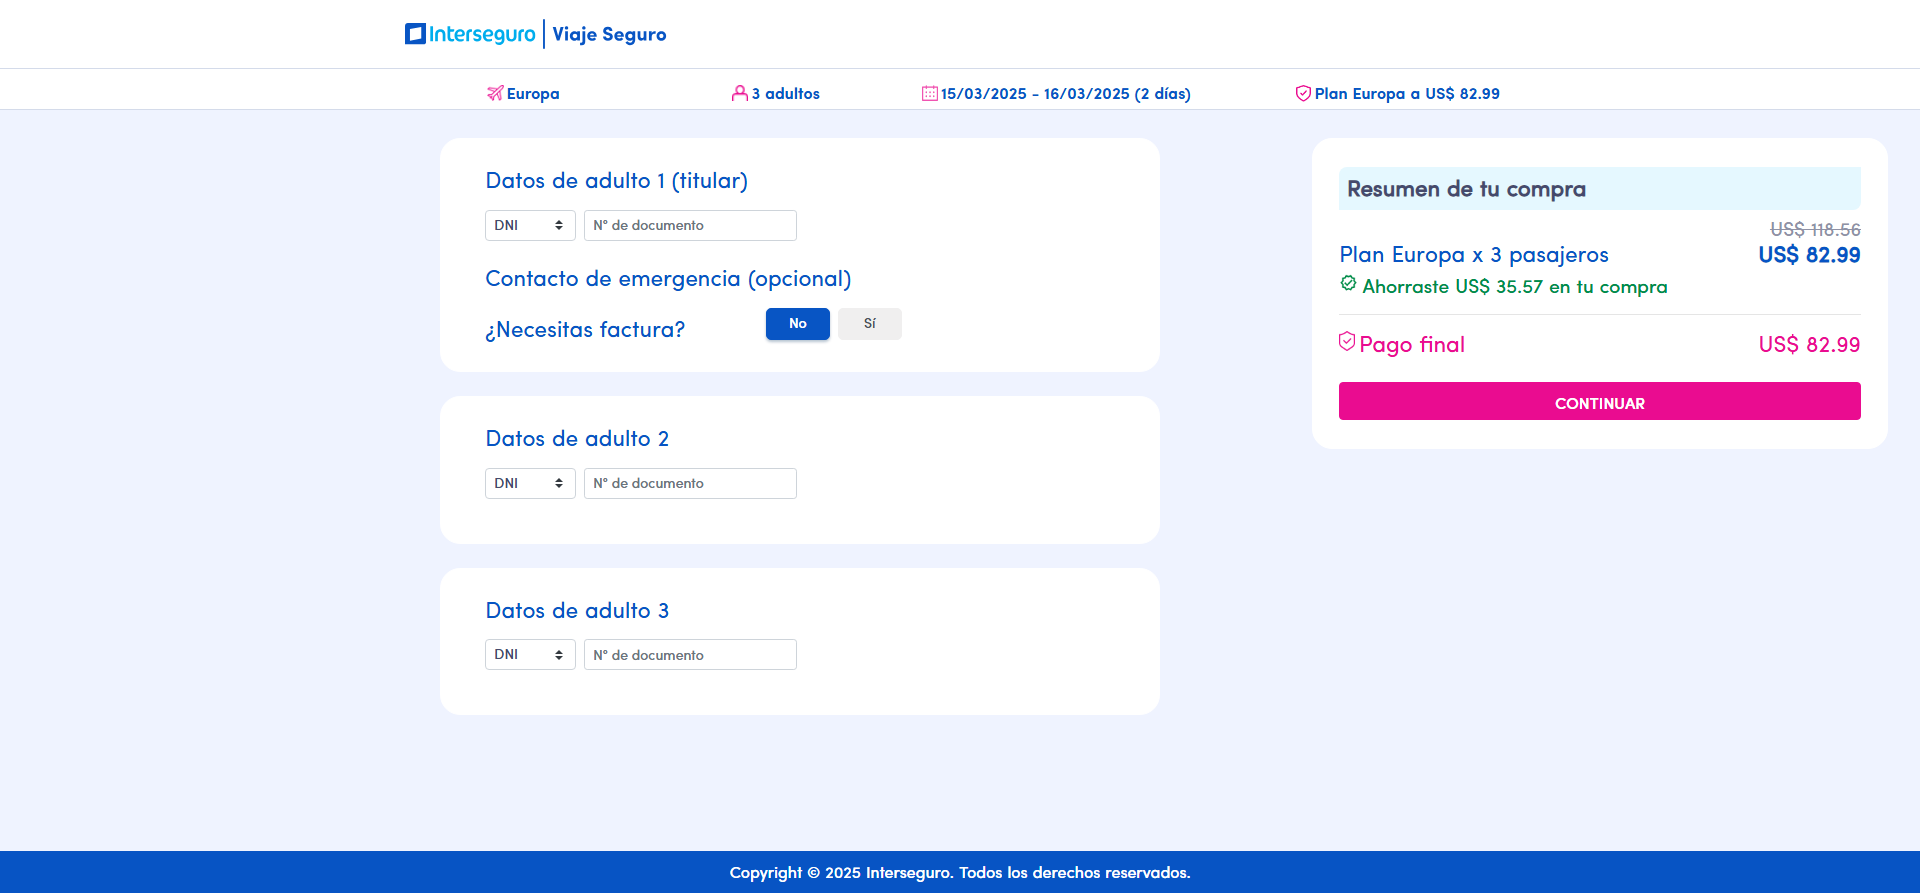 Interseguro | Viaje Seguro
Europa
3 adultos
15/03/2025 - 16/03/2025 (2 días)
Plan Europa a US$ 82.99
Datos de adulto 1 (titular)
DNI
N° de documento
Contacto de emergencia (opcional)
¿Necesitas factura?
No
Sí
Datos de adulto 2
DNI
N° de documento
Datos de adulto 3
DNI
N° de documento
Resumen de tu compra
US$ 118.56
Plan Europa x 3 pasajeros
US$ 82.99
Ahorraste US$ 35.57 en tu compra
Pago final
US$ 82.99
CONTINUAR
Copyright © 2025 Interseguro. Todos los derechos reservados.